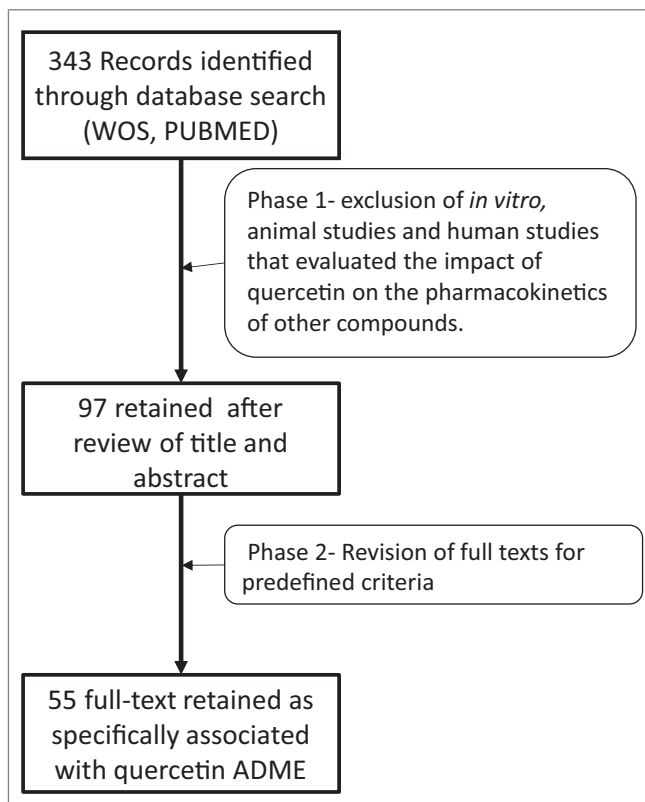 343 Records identified
through database search
(WOS, PUBMED)
Phase 1- exclusion of in vitro,
animal studies and human studies
that evaluated the impact of
quercetin on the pharmacokinetics
of other compounds.
97 retained after
review of title and
abstract
Phase 2- Revision of full texts for
predefined criteria
55 full-text retained as
specifically associated
with quercetin ADME